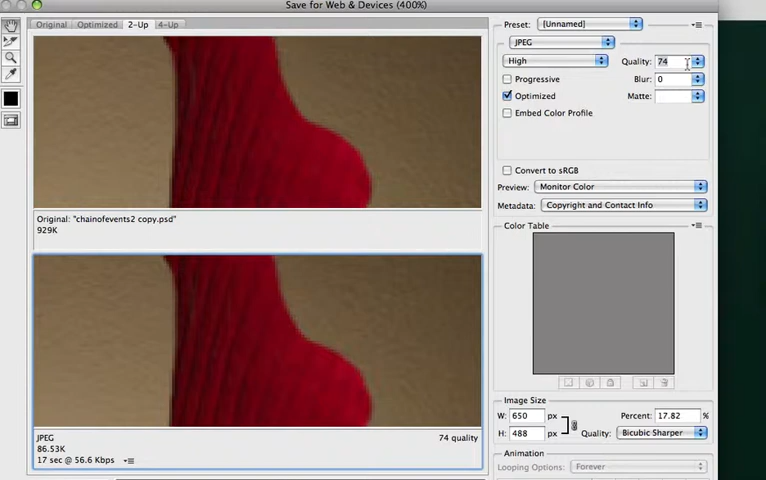 Save for Web & Devices (400%)
Original Optimized 2-Up 4-Up
Original: "chainofevents2 copy.psd"
929K
JPEG 74 quality
86.53K
17 sec @ 56.6 Kbps
Preset: [Unnamed]
JPEG
High Quality: 74
Progressive Blur: 0
Optimized Matte:
Embed Color Profile
Convert to sRGB
Preview: Monitor Color
Metadata: Copyright and Contact Info
Color Table
Image Size
W: 650 px Percent: 17.82 %
H: 488 px Quality: Bicubic Sharper
Animation
Looping Options: Forever